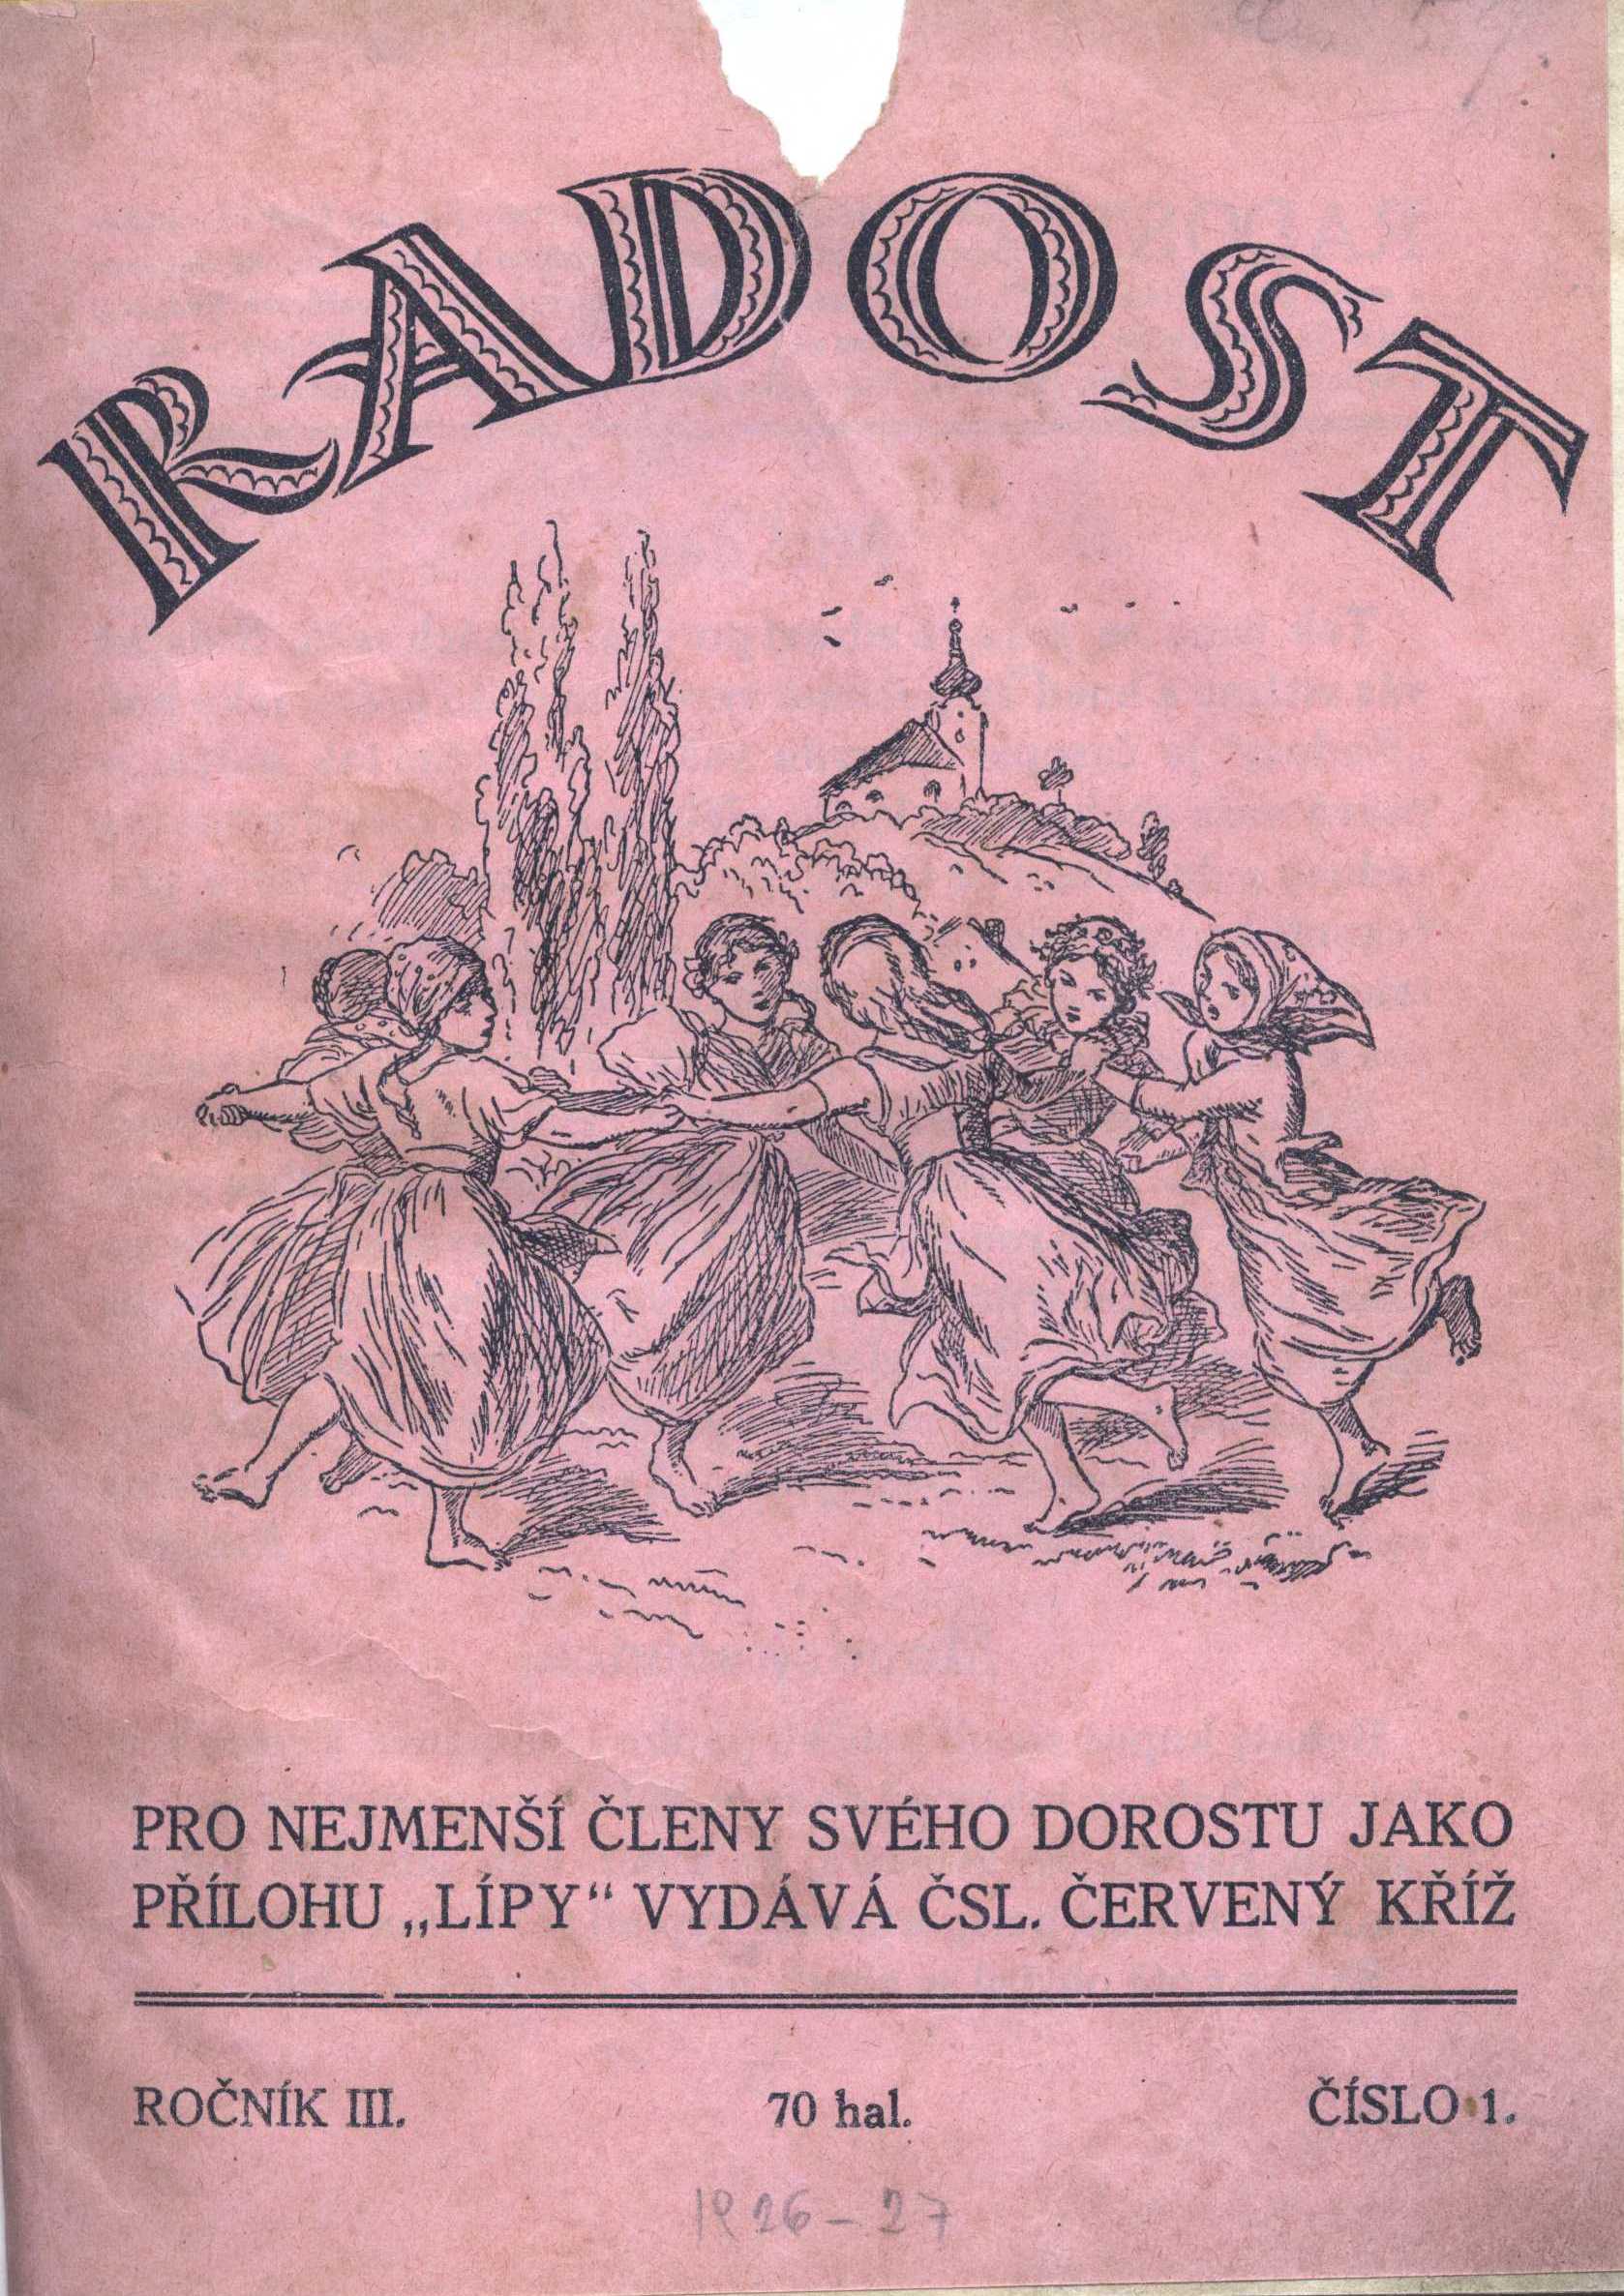 RADOST
PRO NEJMENŠÍ ČLENY SVÉHO DOROSTU JAKO
PŘÍLOHU „LÍPY“ VYDÁVÁ ČSL. ČERVENÝ KŘÍŽ
ROČNÍK III. 70 hal. ČÍSLO 1.
1926-27